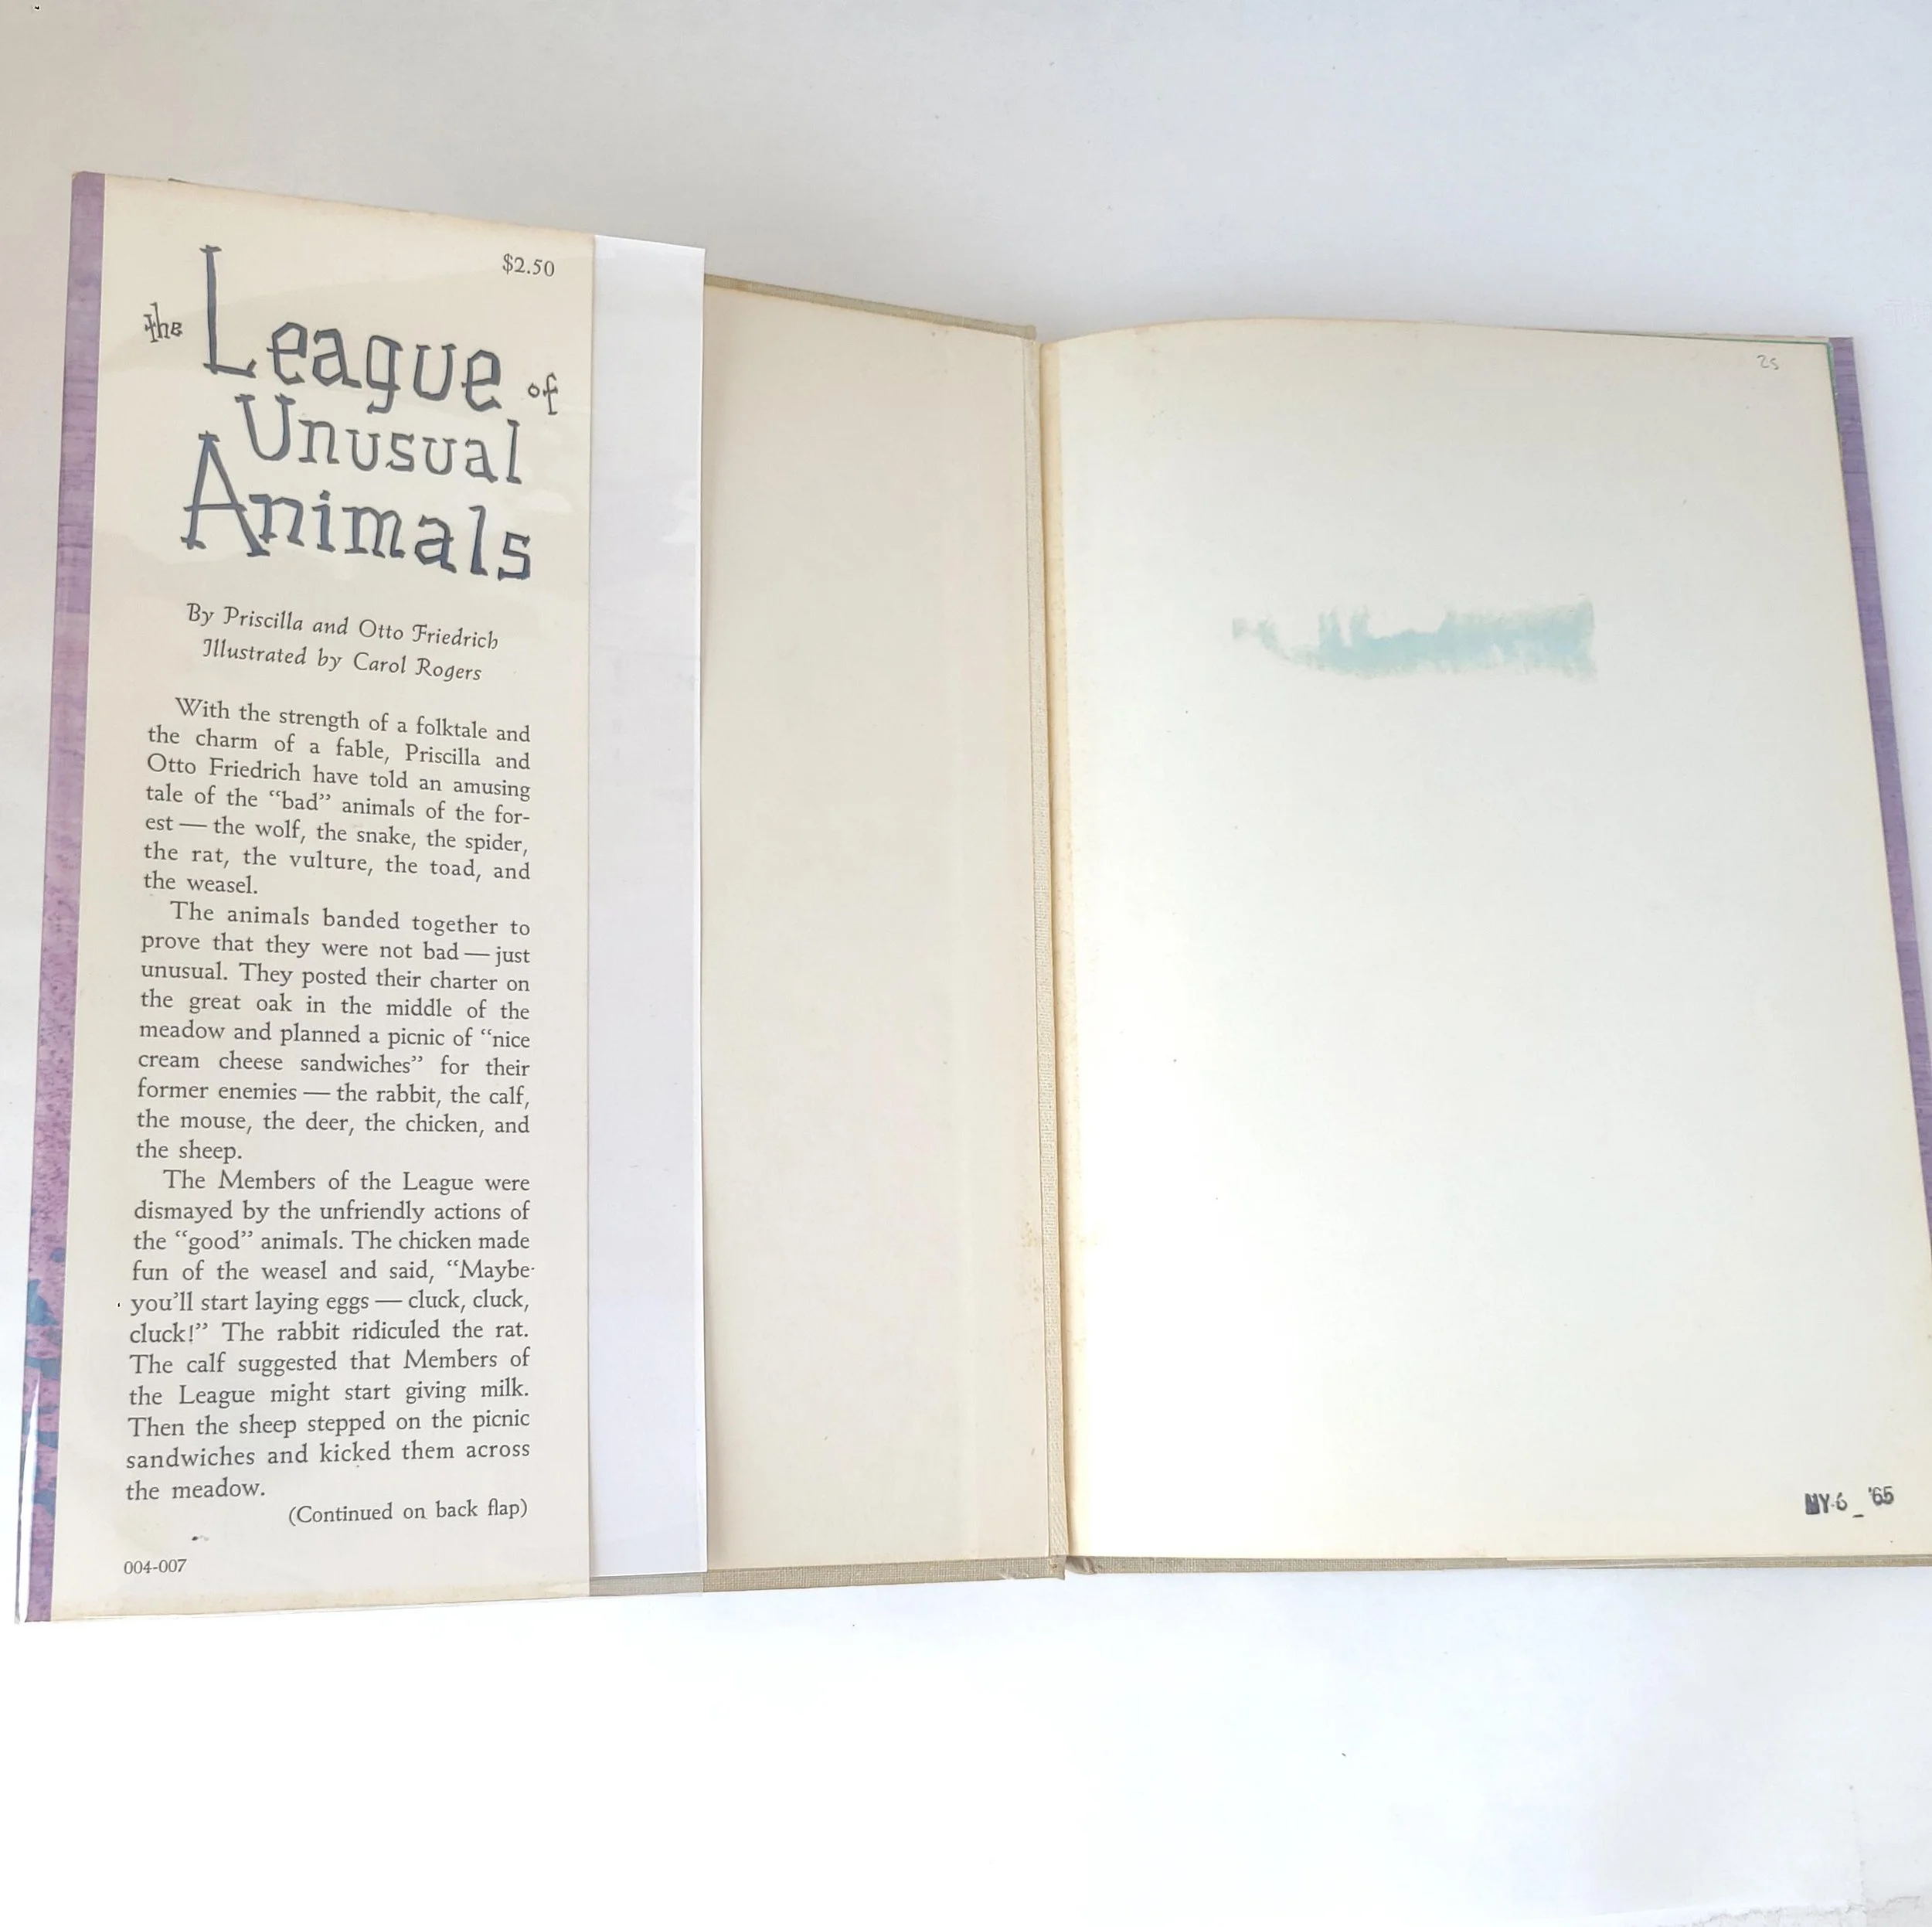 $2.50
the League of
Unusual
Animals
By Priscilla and Otto Friedrich
Illustrated by Carol Rogers
With the strength of a folktale and
the charm of a fable, Priscilla and
Otto Friedrich have told an amusing
tale of the “bad” animals of the for-
est — the wolf, the snake, the spider,
the rat, the vulture, the toad, and
the weasel.
The animals banded together to
prove that they were not bad — just
unusual. They posted their charter on
the great oak in the middle of the
meadow and planned a picnic of “nice
cream cheese sandwiches” for their
former enemies — the rabbit, the calf,
the mouse, the deer, the chicken, and
the sheep.
The Members of the League were
dismayed by the unfriendly actions of
the “good” animals. The chicken made
fun of the weasel and said, “Maybe
you’ll start laying eggs — cluck, cluck,
cluck!” The rabbit ridiculed the rat.
The calf suggested that Members of
the League might start giving milk.
Then the sheep stepped on the picnic
sandwiches and kicked them across
the meadow.
(Continued on back flap)
004-007
25
MY 6 _ '65